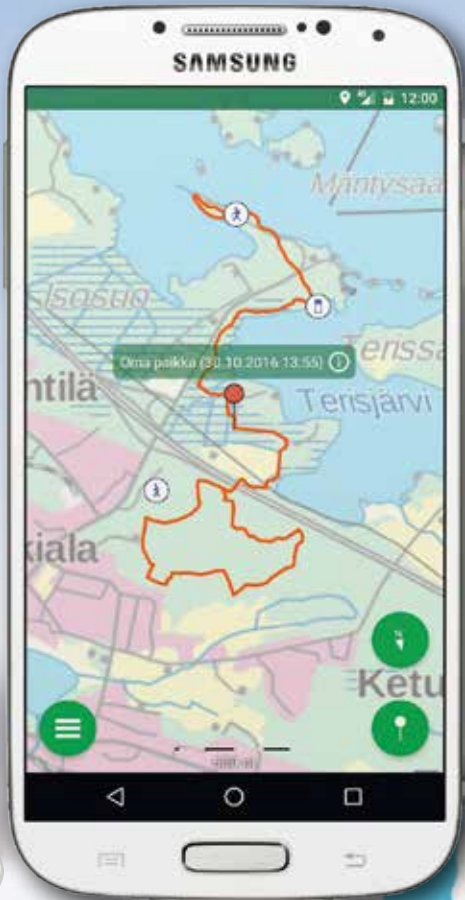 SAMSUNG
12:00
Mäntysaa
Isosuo
Oma paikka (30.10.2016 13:55)
Terissa
ntilä
Terisjärvi
kiala
N
Ketu